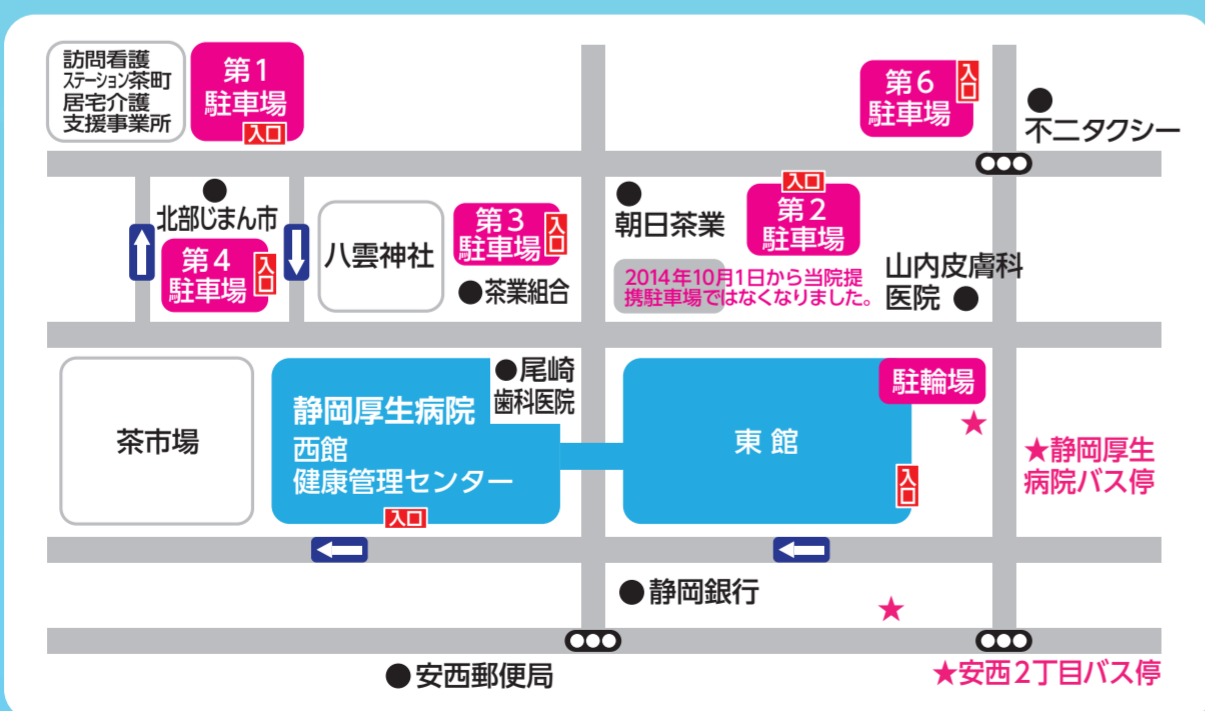 訪問看護
ステーション茶町
居宅介護
支援事業所
第1
駐車場
入口
第6
駐車場
入口
不二タクシー
北部じまん市
第4
駐車場
入口
八雲神社
第3
駐車場
入口
茶業組合
朝日茶業
入口
第2
駐車場
2014年10月1日から当院提
携駐車場ではなくなりました。
山内皮膚科
医院
茶市場
静岡厚生病院
西館
健康管理センター
入口
尾崎
歯科医院
東館
駐輪場
入口
★
★静岡厚生
病院バス停
静岡銀行
★
安西郵便局
★安西2丁目バス停